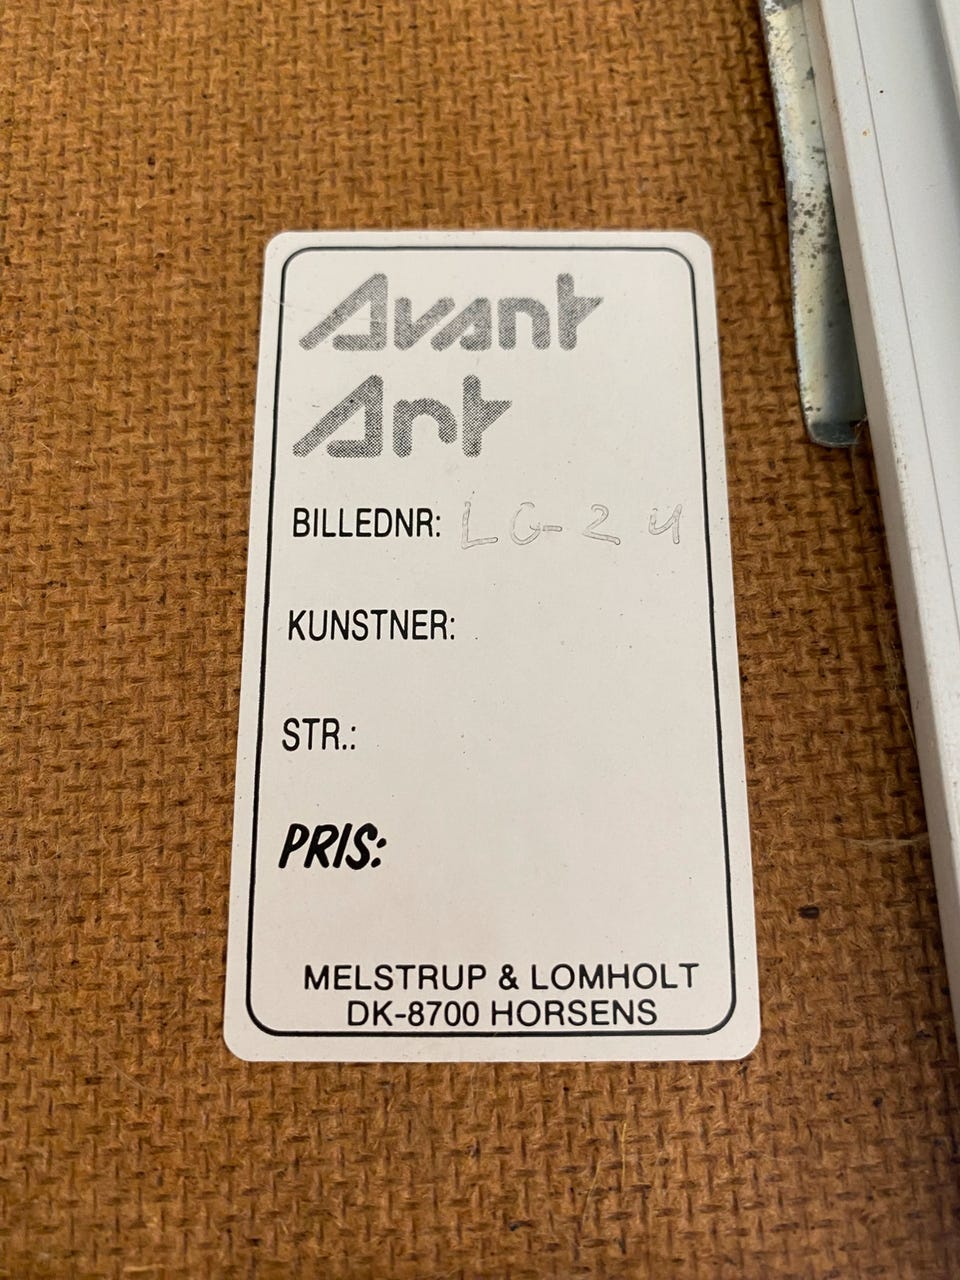 Avant
Art
BILLEDNR: LG-24
KUNSTNER:
STR.:
PRIS:
MELSTRUP & LOMHOLT
DK-8700 HORSENS